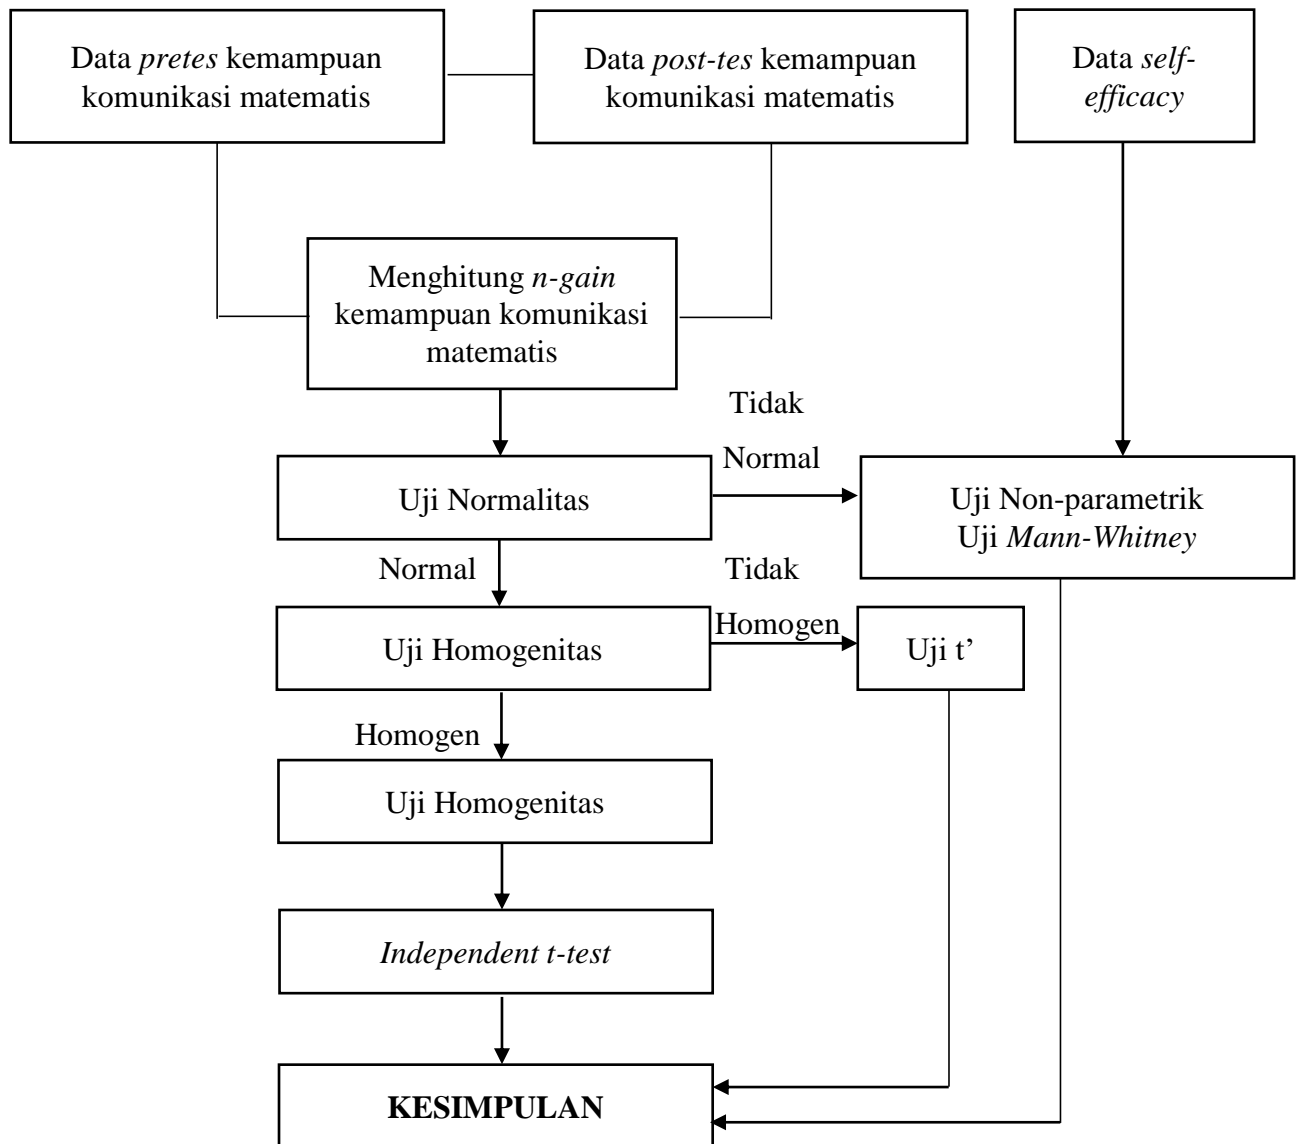 Data pretes kemampuan
komunikasi matematis
Data post-tes kemampuan
komunikasi matematis
Data self-
efficacy
Menghitung n-gain
kemampuan komunikasi
matematis
Tidak
Normal
Uji Normalitas
Uji Non-parametrik
Uji Mann-Whitney
Normal
Tidak
Homogen
Uji Homogenitas
Uji t’
Homogen
Uji Homogenitas
Independent t-test
KESIMPULAN